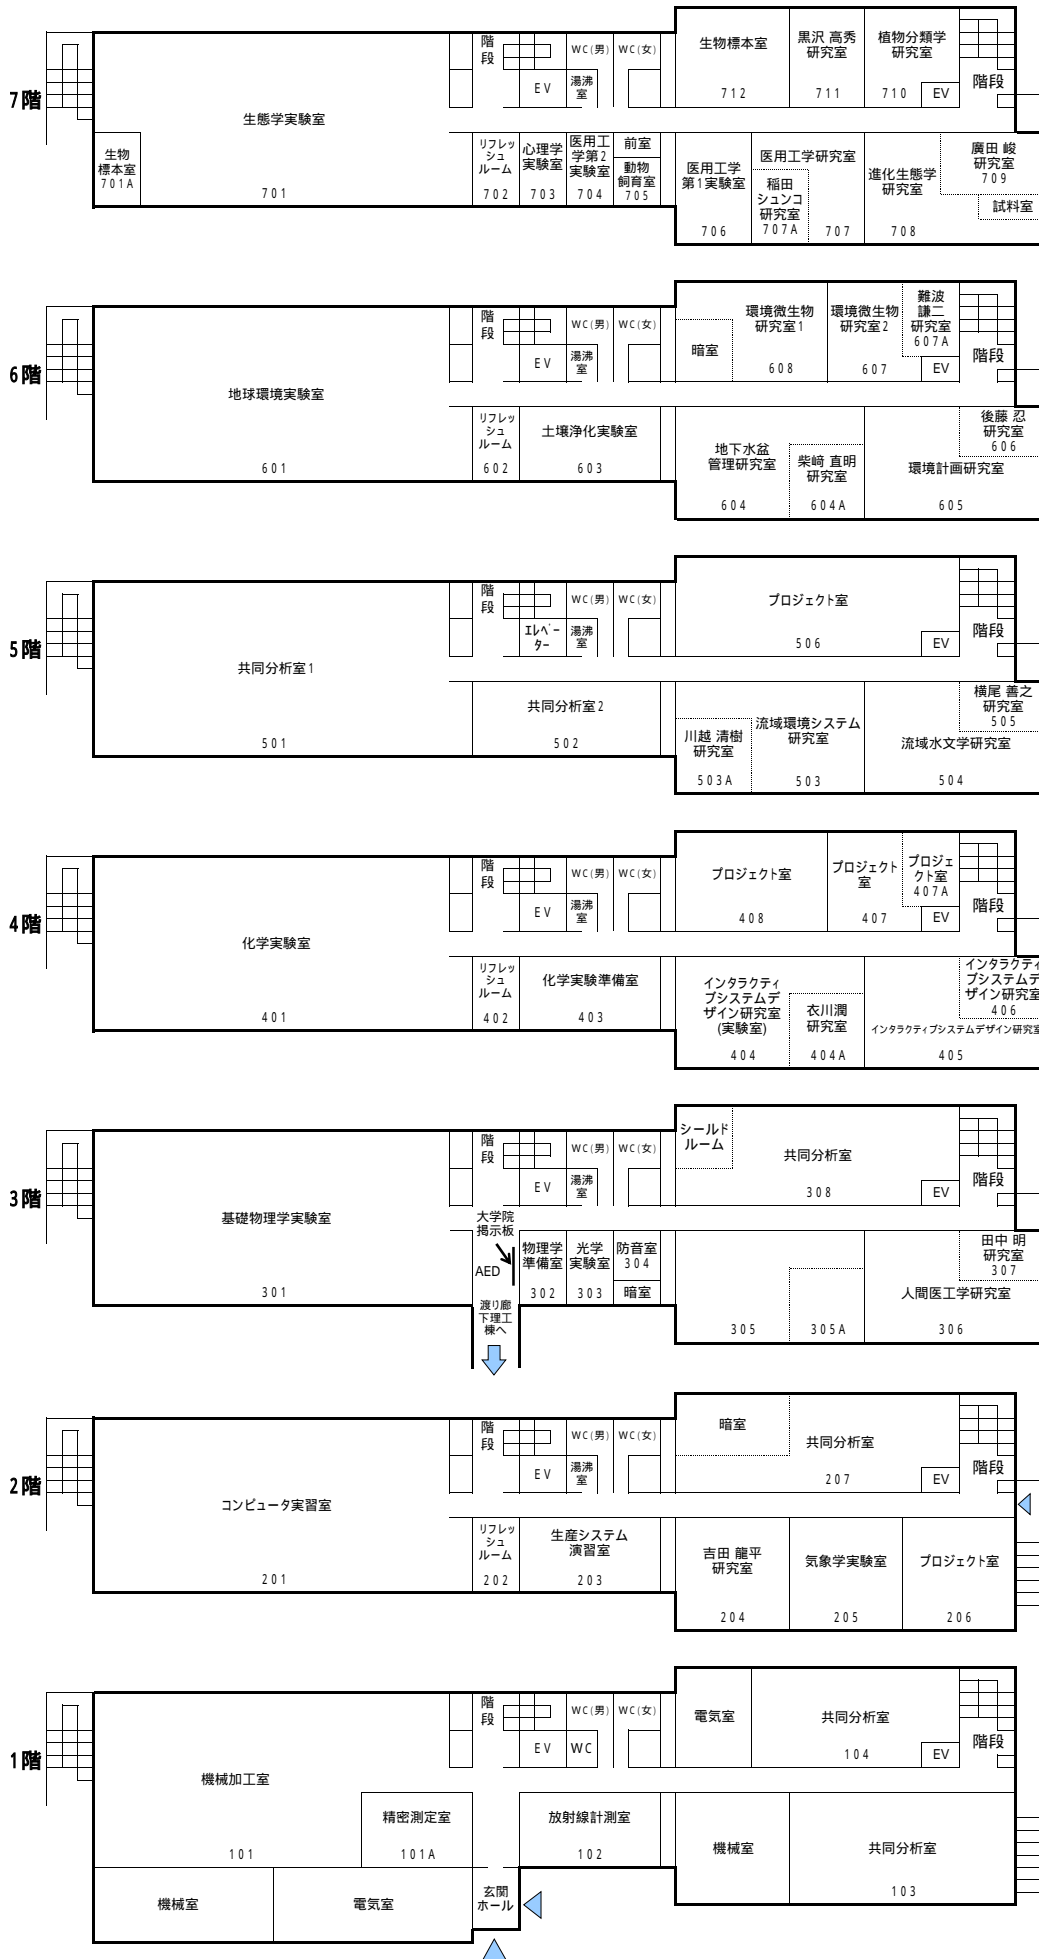 7階
生態学実験室
701
生物
標本室
701A
階
段
EV
WC(男)
湯沸
室
WC(女)
リフレッ
シュ
ルーム
702
心理学
実験室
703
医用工
学第2
実験室
704
前室
動物
飼育室
705
生物標本室
712
黒沢 高秀
研究室
711
植物分類学
研究室
710
EV
階段
医用工学
第1実験室
706
医用工学研究室
稲田
シュンコ
研究室
707A
707
進化生態学
研究室
708
廣田 峻
研究室
709
試料室
6階
地球環境実験室
601
階
段
EV
WC(男)
湯沸
室
WC(女)
リフレッ
シュ
ルーム
602
土壌浄化実験室
603
暗室
環境微生物
研究室1
608
環境微生物
研究室2
607
難波
謙二
研究室
607A
EV
階段
地下水盆
管理研究室
604
柴﨑 直明
研究室
604A
後藤 忍
研究室
606
環境計画研究室
605
5階
共同分析室1
501
階
段
エレベー
ター
WC(男)
湯沸
室
WC(女)
共同分析室2
502
プロジェクト室
506
EV
階段
川越 清樹
研究室
503A
流域環境システム
研究室
503
横尾 善之
研究室
505
流域水文学研究室
504
4階
化学実験室
401
階
段
EV
WC(男)
湯沸
室
WC(女)
リフレッ
シュ
ルーム
402
化学実験準備室
403
プロジェクト室
408
プロジェクト
室
407
プロジェ
クト室
407A
EV
階段
インタラクティ
ブシステムデ
ザイン研究室
(実験室)
404
衣川潤
研究室
404A
インタラクティ
ブシステムデ
ザイン研究室
406
インタラクティブシステムデザイン研究室
405
3階
基礎物理学実験室
301
階
段
EV
WC(男)
湯沸
室
WC(女)
大学院
掲示板
AED
渡り廊
下理工
棟へ
物理学
準備室
302
光学
実験室
303
防音室
304
暗室
シールド
ルーム
共同分析室
308
EV
階段
305
305A
田中 明
研究室
307
人間医工学研究室
306
2階
コンピュータ実習室
201
階
段
EV
WC(男)
湯沸
室
WC(女)
リフレッ
シュ
ルーム
202
生産システム
演習室
203
暗室
共同分析室
207
EV
階段
吉田 龍平
研究室
204
気象学実験室
205
プロジェクト室
206
1階
機械加工室
101
精密測定室
101A
機械室
電気室
階
段
EV
WC(男)
WC
WC(女)
放射線計測室
102
玄関
ホール
電気室
共同分析室
104
EV
階段
機械室
共同分析室
103